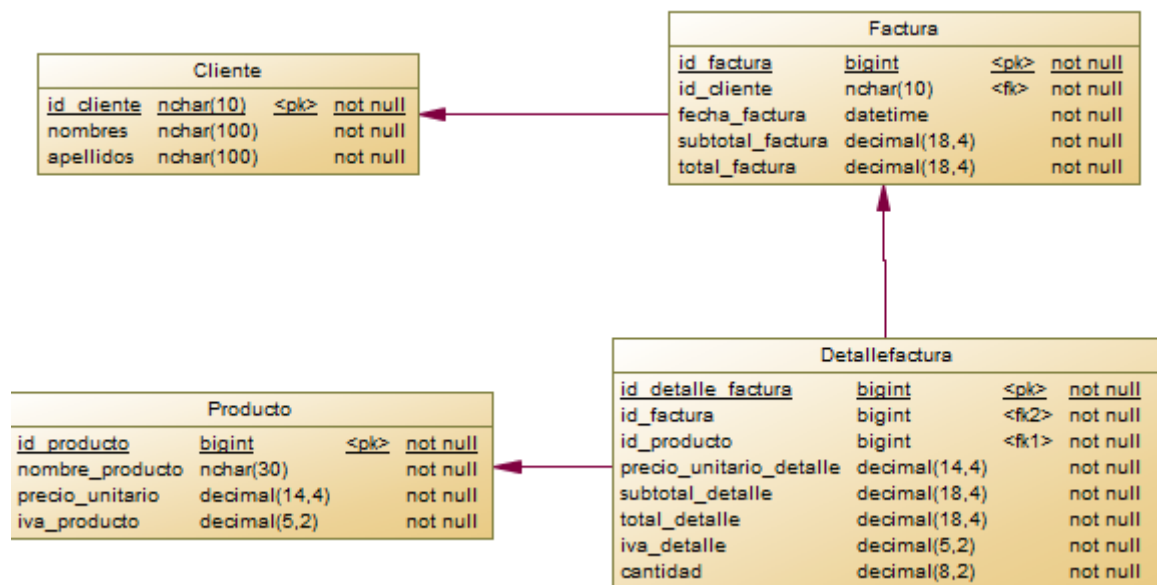 Cliente
id_cliente nchar(10) <pk> not null
nombres nchar(100) not null
apellidos nchar(100) not null
Factura
id_factura bigint <pk> not null
id_cliente nchar(10) <fk> not null
fecha_factura datetime not null
subtotal_factura decimal(18,4) not null
total_factura decimal(18,4) not null
Producto
id_producto bigint <pk> not null
nombre_producto nchar(30) not null
precio_unitario decimal(14,4) not null
iva_producto decimal(5,2) not null
Detallefactura
id_detalle_factura bigint <pk> not null
id_factura bigint <fk2> not null
id_producto bigint <fk1> not null
precio_unitario_detalle decimal(14,4) not null
subtotal_detalle decimal(18,4) not null
total_detalle decimal(18,4) not null
iva_detalle decimal(5,2) not null
cantidad decimal(8,2) not null